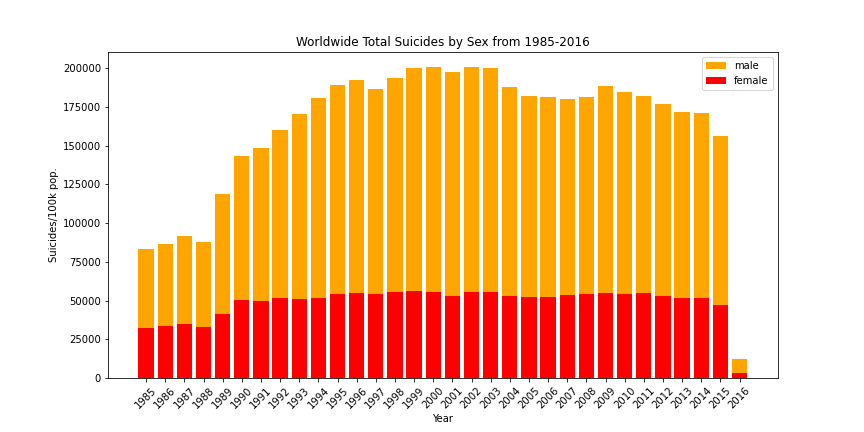 Worldwide Total Suicides by Sex from 1985-2016
male
female
200000
175000
150000
125000
100000
75000
50000
25000
0
Suicides/100k pop.
1985 1986 1987 1988 1989 1990 1991 1992 1993 1994 1995 1996 1997 1998 1999 2000 2001 2002 2003 2004 2005 2006 2007 2008 2009 2010 2011 2012 2013 2014 2015 2016
Year